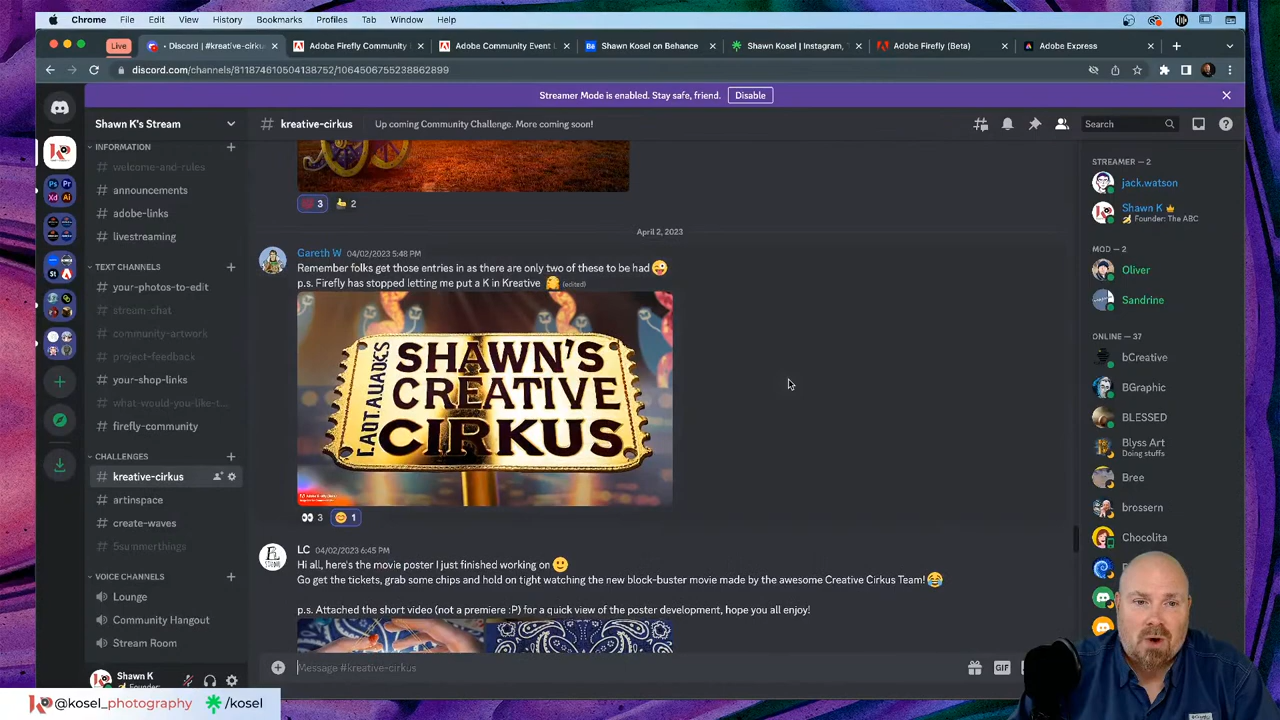 Chrome File Edit View History Bookmarks Profiles Tab Window Help
Live
Discord | #kreative-cirku
Adobe Firefly Community
Adobe Community Event L
Shawn Kosel on Behance
Shawn Kosel | Instagram, T
Adobe Firefly (Beta)
Adobe Express
discord.com/channels/811874610504138752/1064506755238862899
Streamer Mode is enabled. Stay safe, friend. Disable
Shawn K's Stream
kreative-cirkus
Up coming Community Challenge. More coming soon!
Search
INFORMATION
welcome-and-rules
announcements
adobe-links
livestreaming
TEXT CHANNELS
your-photos-to-edit
stream-chat
community-artwork
project-feedback
your-shop-links
what-would-you-like-t...
firefly-community
CHALLENGES
kreative-cirkus
artinspace
create-waves
5summerthings
VOICE CHANNELS
Lounge
Community Hangout
Stream Room
Shawn K
Founder:
3 2
April 2, 2023
Gareth W 04/02/2023 5:48 PM
Remember folks get those entries in as there are only two of these to be had
p.s. Firefly has stopped letting me put a K in Kreative (edited)
SHAWN'S
CREATIVE
CIRKUS
3 1
LC 04/02/2023 6:45 PM
Hi all, here's the movie poster I just finished working on
Go get the tickets, grab some chips and hold on tight watching the new block-buster movie made by the awesome Creative Cirkus Team!
p.s. Attached the short video (not a premiere :P) for a quick view of the poster development, hope you all enjoy!
Message #kreative-cirkus
GIF
STREAMER — 2
jack.watson
Shawn K
Founder: The ABC
MOD — 2
Oliver
Sandrine
ONLINE — 37
bCreative
BGraphic
BLESSED
Blyss Art
Doing stuffs
Bree
brossern
Chocolita
@kosel_photography
/kosel